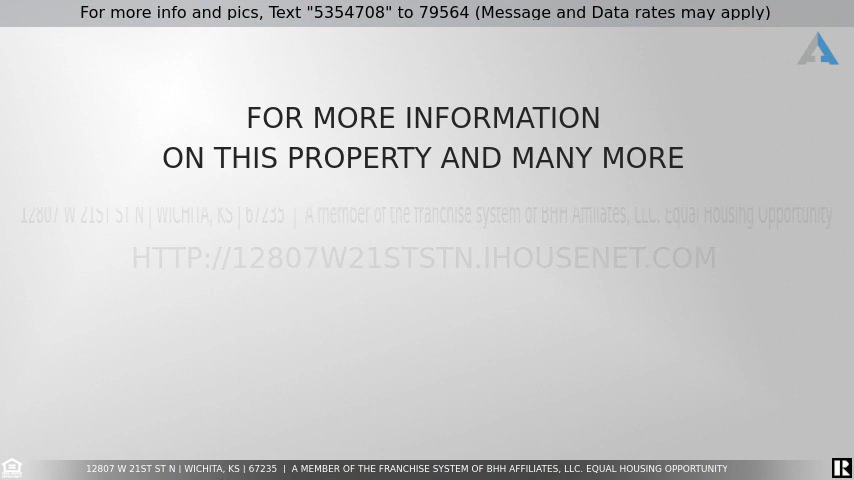 For more info and pics, Text "5354708" to 79564 (Message and Data rates may apply)
FOR MORE INFORMATION
ON THIS PROPERTY AND MANY MORE
12807 W 21ST ST N | WICHITA, KS | 67235 | A member of the franchise system of BHH Affiliates, LLC. Equal Housing Opportunity
HTTP://12807W21STSTN.IHOUSENET.COM
12807 W 21ST ST N | WICHITA, KS | 67235 | A MEMBER OF THE FRANCHISE SYSTEM OF BHH AFFILIATES, LLC. EQUAL HOUSING OPPORTUNITY